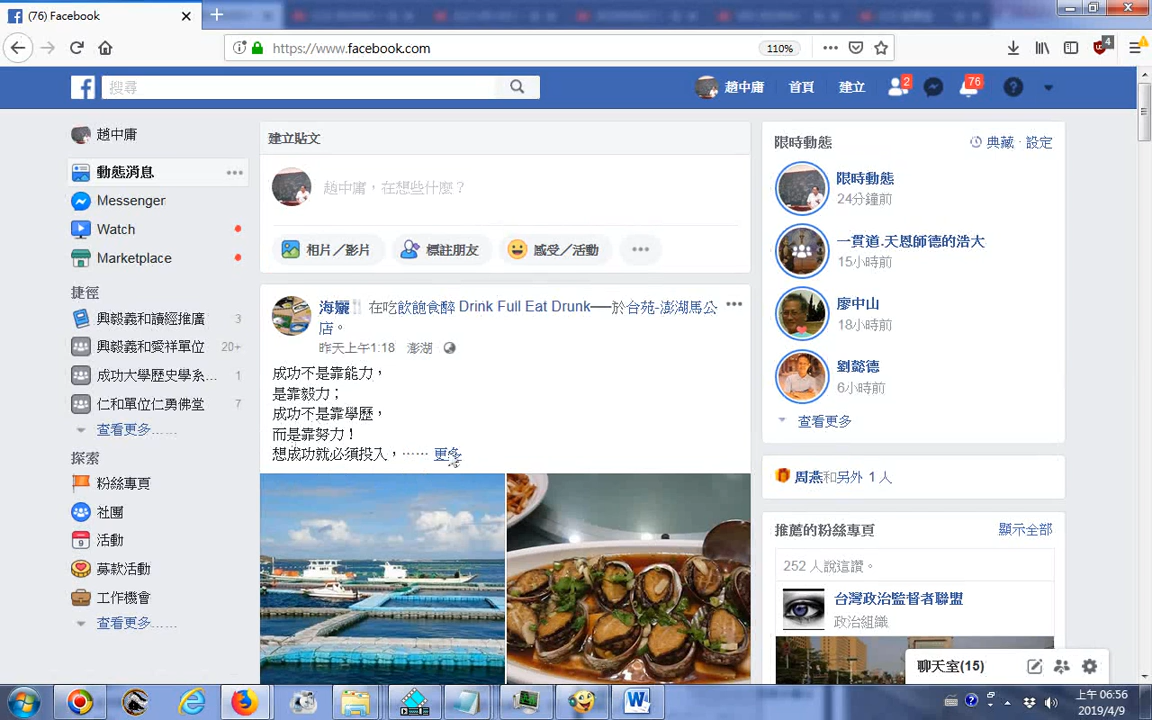 (76) Facebook
https://www.facebook.com
110%
4
搜尋
趙中庸
首頁
建立
2
76
趙中庸
動態消息
Messenger
Watch
Marketplace
捷徑
興毅義和讀經推廣 3
興毅義和愛祥單位 20+
成功大學歷史學系... 1
仁和單位仁勇佛堂 7
查看更多......
探索
粉絲專頁
社團
9
活動
募款活動
工作機會
查看更多......
建立貼文
趙中庸，在想些什麼？
相片／影片
標註朋友
感受／活動
海孋🍴 在吃飲飽食醉 Drink Full Eat Drunk──於台苑-澎湖馬公
店。
昨天上午1:18 澎湖
成功不是靠能力，
是靠毅力；
成功不是靠學歷，
而是靠努力！
想成功就必須投入，⋯⋯ 更多
限時動態
典藏 · 設定
限時動態
24分鐘前
一貫道.天恩師德的浩大
15小時前
廖中山
18小時前
劉懿德
6小時前
查看更多
周燕和另外 1 人
推薦的粉絲專頁
顯示全部
252 人說這讚。
台灣政治監督者聯盟
政治組織
聊天室(15)
上午 06:56
2019/4/9